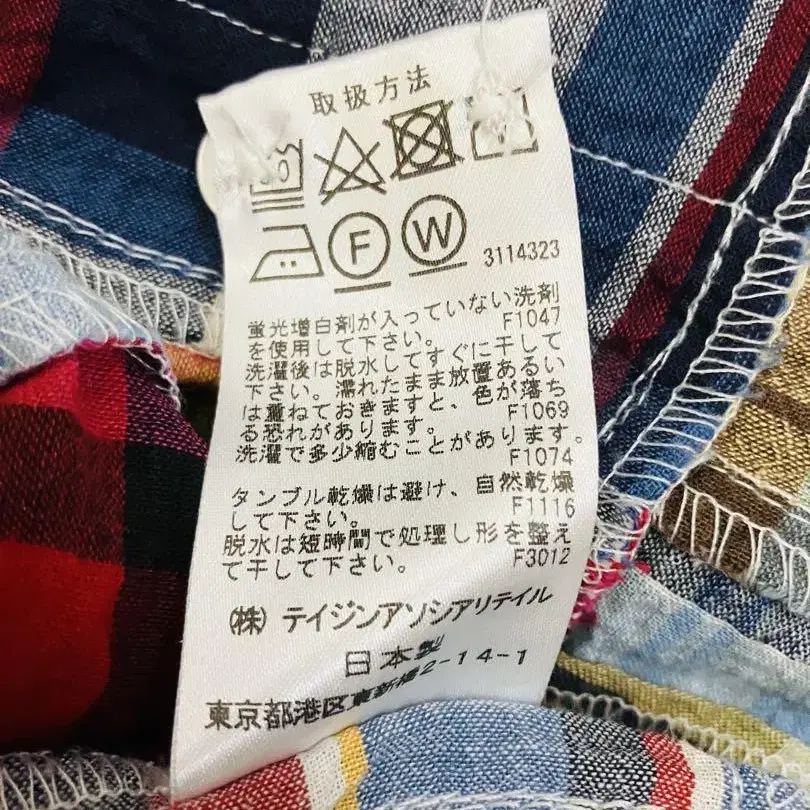 取扱方法
F
W
3114323
蛍光増白剤が入っていない洗剤
を使用して下さい。 F1047
洗濯後は脱水してすぐに干して
下さい。濡れたまま放置あるい
は重ねておきますと、色が落ち
る恐れがあります。 F1069
洗濯で多少縮むことがあります。
F1074
タンブル乾燥は避け、自然乾燥
して下さい。 F1116
脱水は短時間で処理し形を整え
て干して下さい。 F3012
(株) テイジンアソシアリテイル
日本製
東京都港区東新橋2-14-1